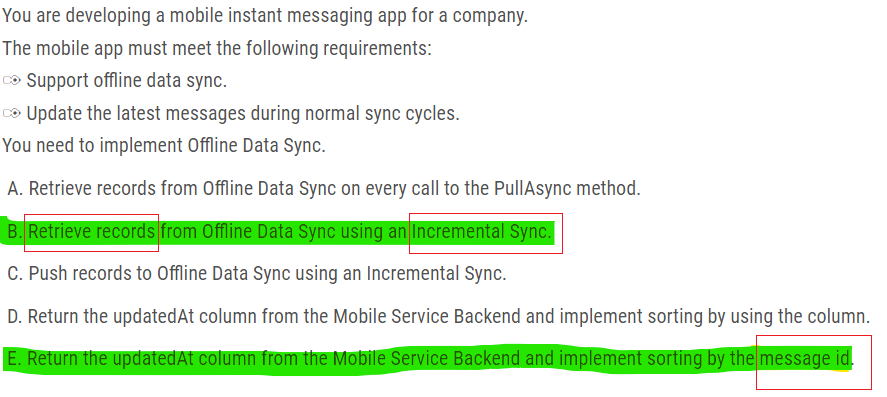 You are developing a mobile instant messaging app for a company.
The mobile app must meet the following requirements:
Support offline data sync.
Update the latest messages during normal sync cycles.
You need to implement Offline Data Sync.
A. Retrieve records from Offline Data Sync on every call to the PullAsync method.
B. Retrieve records from Offline Data Sync using an Incremental Sync.
C. Push records to Offline Data Sync using an Incremental Sync.
D. Return the updatedAt column from the Mobile Service Backend and implement sorting by using the column.
E. Return the updatedAt column from the Mobile Service Backend and implement sorting by the message id.